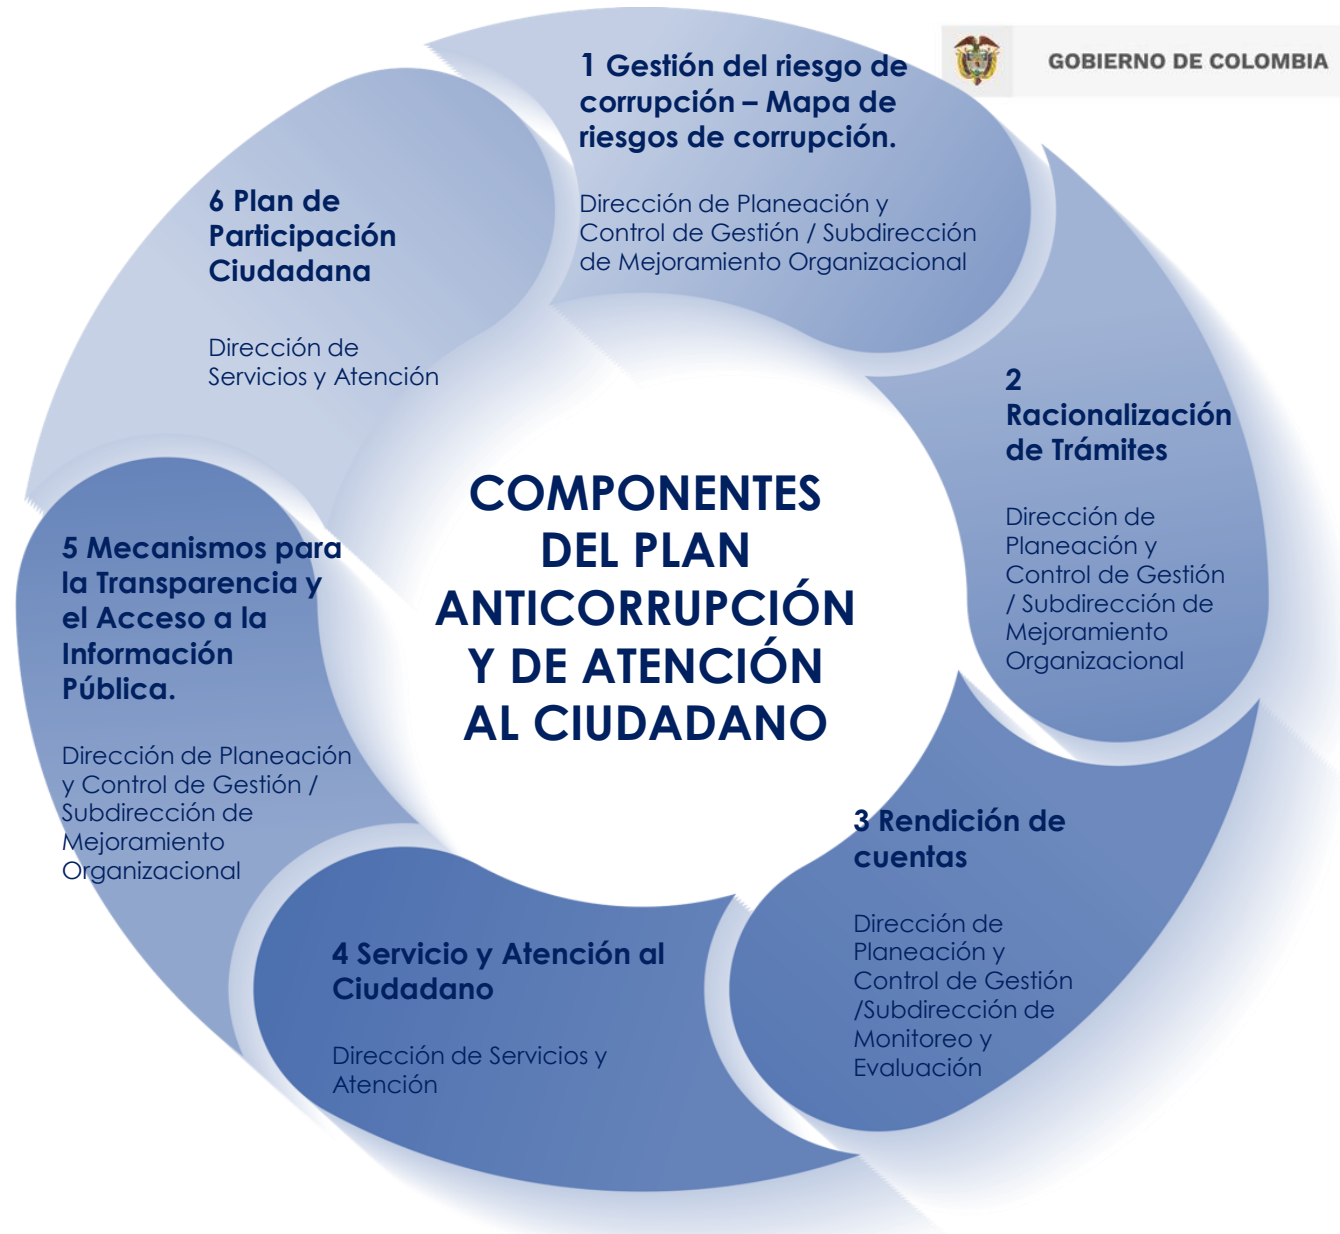 GOBIERNO DE COLOMBIA
1 Gestión del riesgo de
corrupción – Mapa de
riesgos de corrupción.
Dirección de Planeación y
Control de Gestión / Subdirección
de Mejoramiento Organizacional
2
Racionalización
de Trámites
Dirección de
Planeación y
Control de Gestión
/ Subdirección de
Mejoramiento
Organizacional
3 Rendición de
cuentas
Dirección de
Planeación y
Control de Gestión
/Subdirección de
Monitoreo y
Evaluación
4 Servicio y Atención al
Ciudadano
Dirección de Servicios y
Atención
5 Mecanismos para
la Transparencia y
el Acceso a la
Información
Pública.
Dirección de Planeación
y Control de Gestión /
Subdirección de
Mejoramiento
Organizacional
6 Plan de
Participación
Ciudadana
Dirección de
Servicios y Atención
COMPONENTES
DEL PLAN
ANTICORRUPCIÓN
Y DE ATENCIÓN
AL CIUDADANO